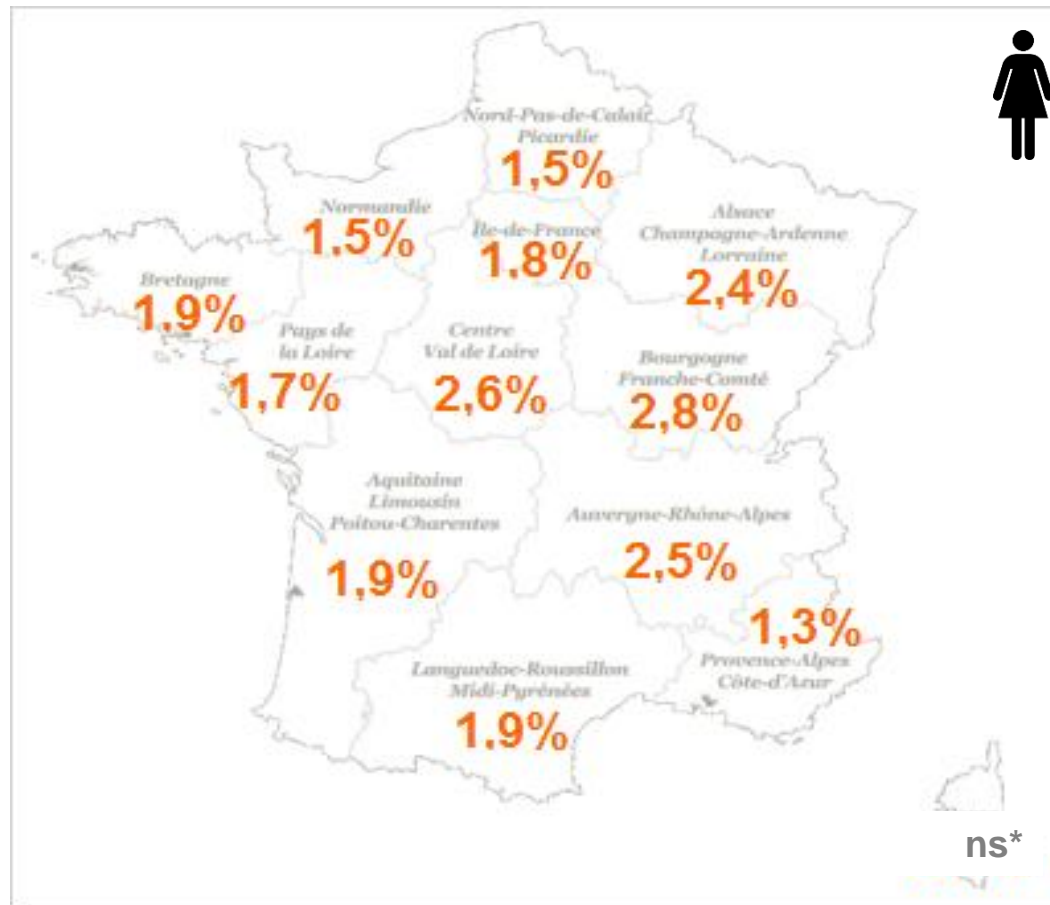 Nord-Pas-de-Calais
Picardie
1,5%
Normandie
1.5%
Île-de-France
1.8%
Alsace
Champagne-Ardenne
Lorraine
2,4%
Bretagne
1.9%
Pays de
la Loire
1,7%
Centre
Val de Loire
2,6%
Bourgogne
Franche-Comté
2,8%
Aquitaine
Limousin
Poitou-Charentes
1,9%
Auvergne-Rhône-Alpes
2,5%
1,3%
Provence-Alpes
Côte-d'Azur
Languedoc-Roussillon
Midi-Pyrénées
1.9%
ns*